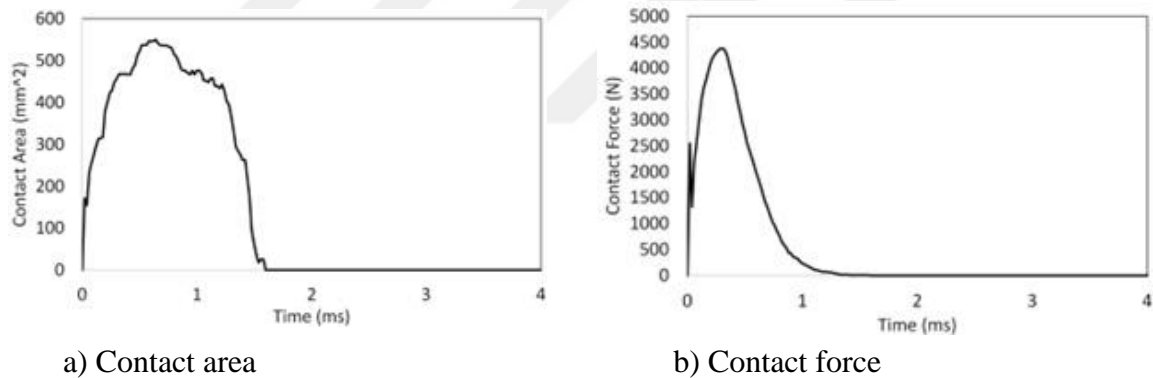 600
500
400
300
200
100
0
Contact Area (mm^2)
0 1 2 3 4
Time (ms)
a) Contact area
5000
4500
4000
3500
3000
2500
2000
1500
1000
500
0
Contact Force (N)
0 1 2 3 4
Time (ms)
b) Contact force